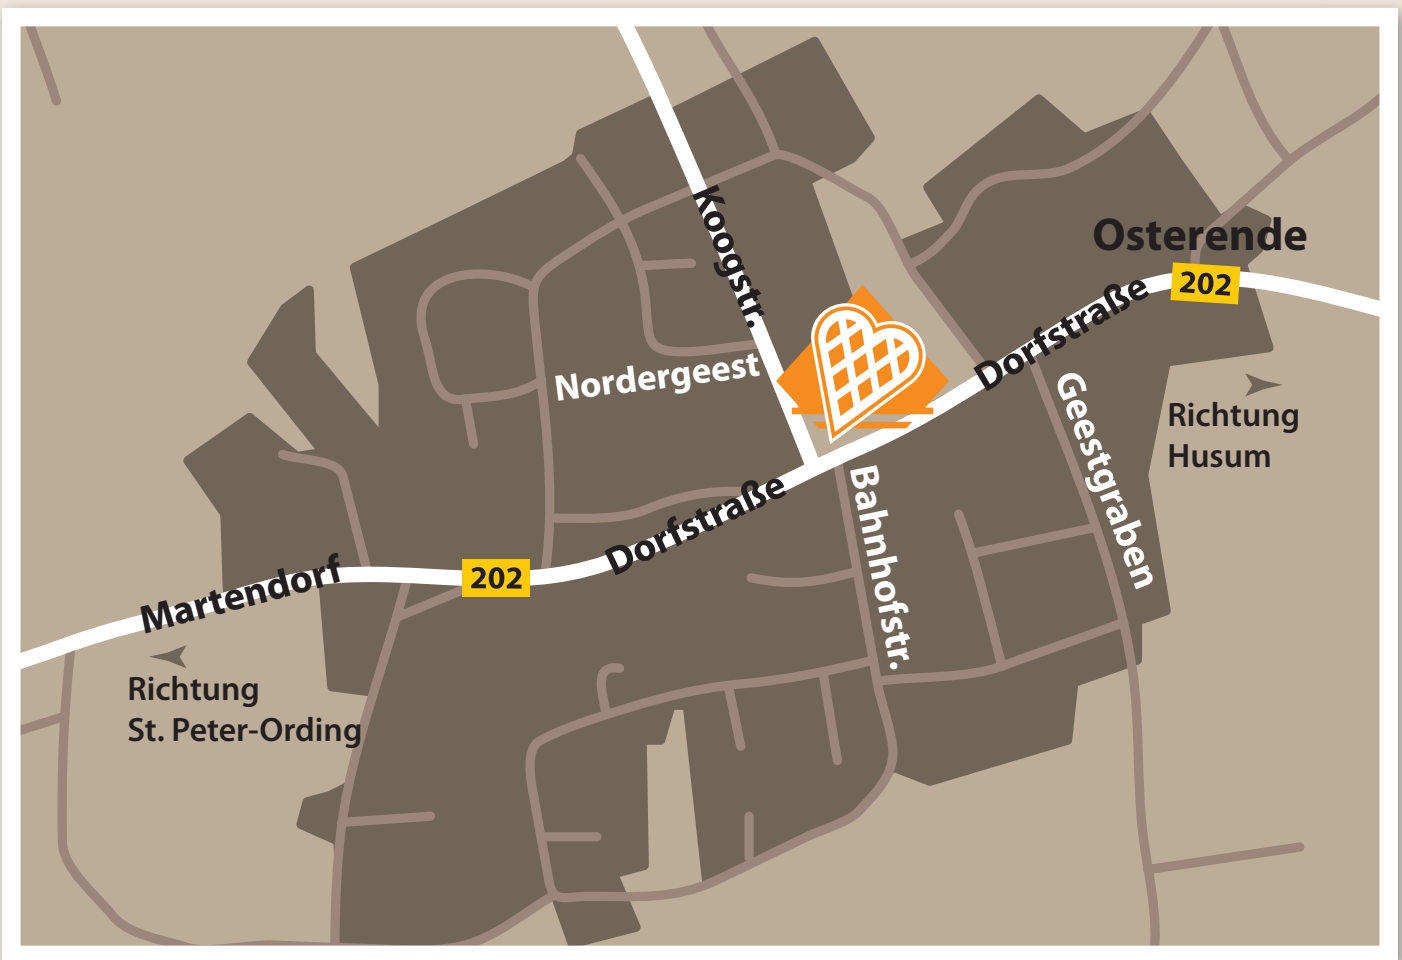 Koogstr.
Osterende
202
Dorfstraße
Nordergeest
Geestgraben
Richtung
Husum
Bahnhofstr.
Dorfstraße
202
Martendorf
Richtung
St. Peter-Ording